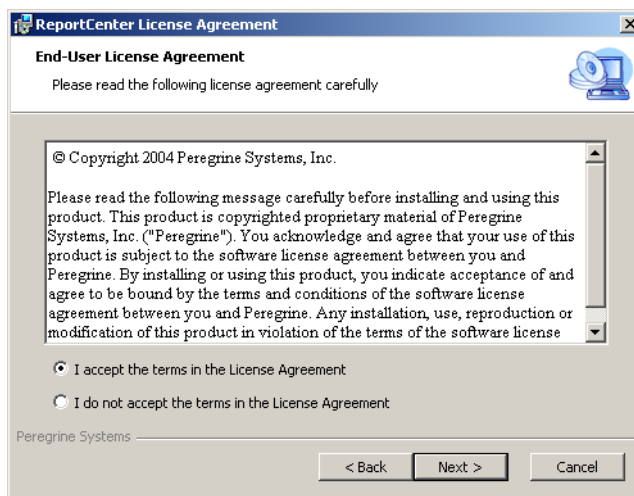 ReportCenter License Agreement
End-User License Agreement
Please read the following license agreement carefully
© Copyright 2004 Peregrine Systems, Inc.
Please read the following message carefully before installing and using this
product. This product is copyrighted proprietary material of Peregrine
Systems, Inc. ("Peregrine"). You acknowledge and agree that your use of this
product is subject to the software license agreement between you and
Peregrine. By installing or using this product, you indicate acceptance of and
agree to be bound by the terms and conditions of the software license
agreement between you and Peregrine. Any installation, use, reproduction or
modification of this product in violation of the terms of the software license
I accept the terms in the License Agreement
I do not accept the terms in the License Agreement
Peregrine Systems
< Back Next > Cancel